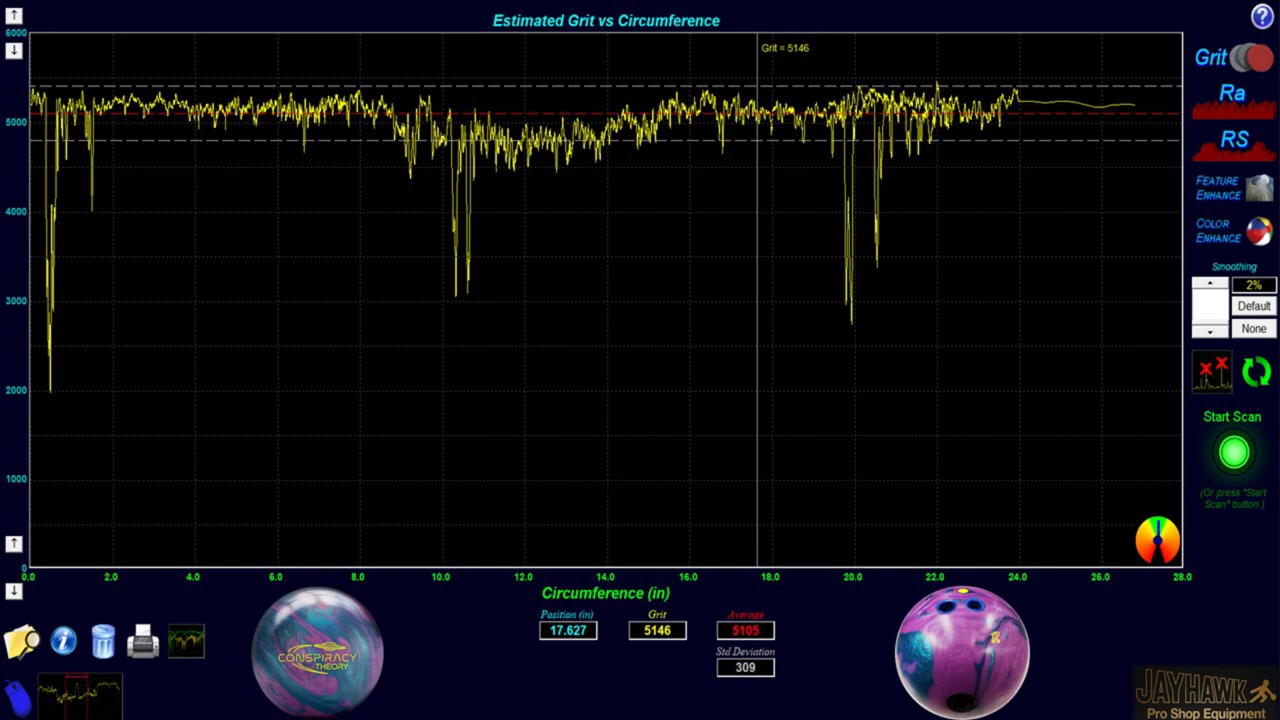 Estimated Grit vs Circumference
Grit = 5146
6000
5000
4000
3000
2000
1000
0
0.0 2.0 4.0 6.0 8.0 10.0 12.0 14.0 16.0 18.0 20.0 22.0 24.0 26.0 28.0
Circumference (in)
Position (in)
17.627
Grit
5146
Average
5105
Std Deviation
309
?
Grit
Ra
RS
FEATURE
ENHANCE
COLOR
ENHANCE
Smoothing
2%
Default
None
Start Scan
(Or press "Start
Scan" button.)
CONSPIRACY
THEORY
JAYHAWK
Pro Shop Equipment